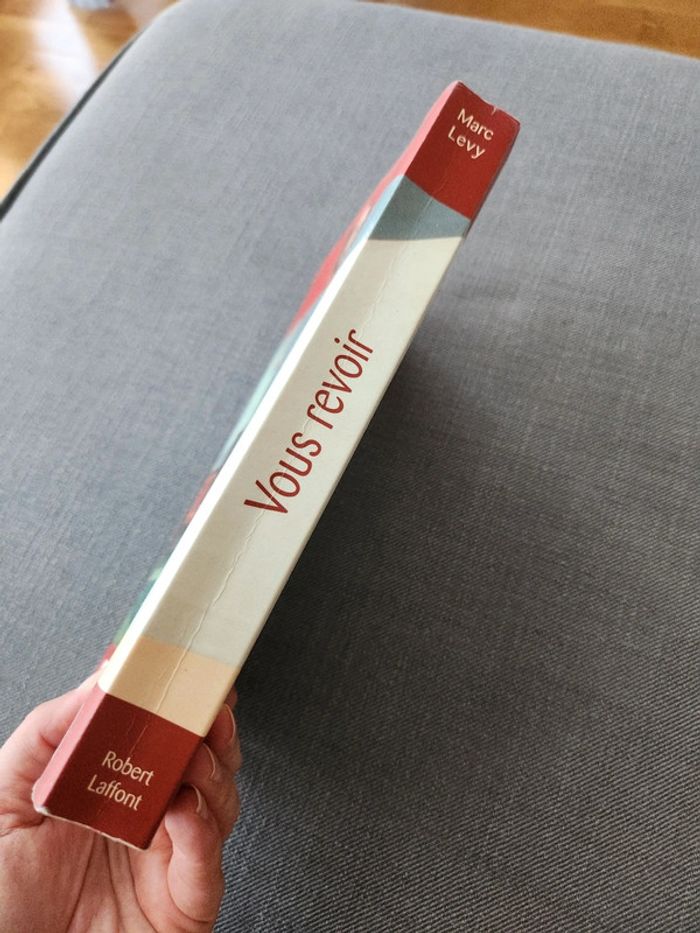 Marc
Levy
Vous revoir
Robert
Laffont